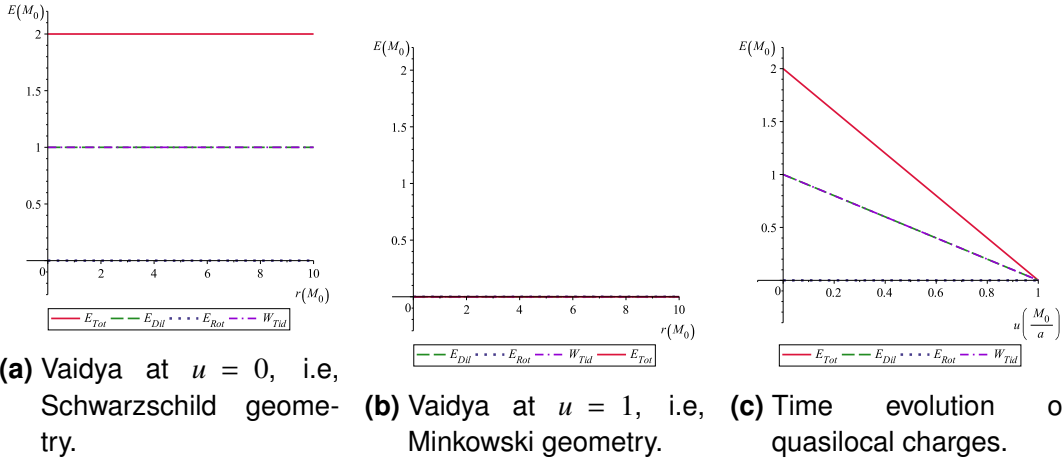 E(M₀)
2
1.5
1
0.5
0
2
4
6
8
10
r(M₀)
E_Tot E_Dil E_Rot W_Tid
(a) Vaidya at u = 0, i.e,
Schwarzschild geome-
try.
E(M₀)
2
1.5
1
0.5
0
2
4
6
8
10
r(M₀)
E_Dil E_Rot W_Tid E_Tot
(b) Vaidya at u = 1, i.e,
Minkowski geometry.
E(M₀)
2
1.5
1
0.5
0
0.2
0.4
0.6
0.8
1
u(M₀/a)
E_Tot E_Dil E_Rot W_Tid
(c) Time evolution o
quasilocal charges.